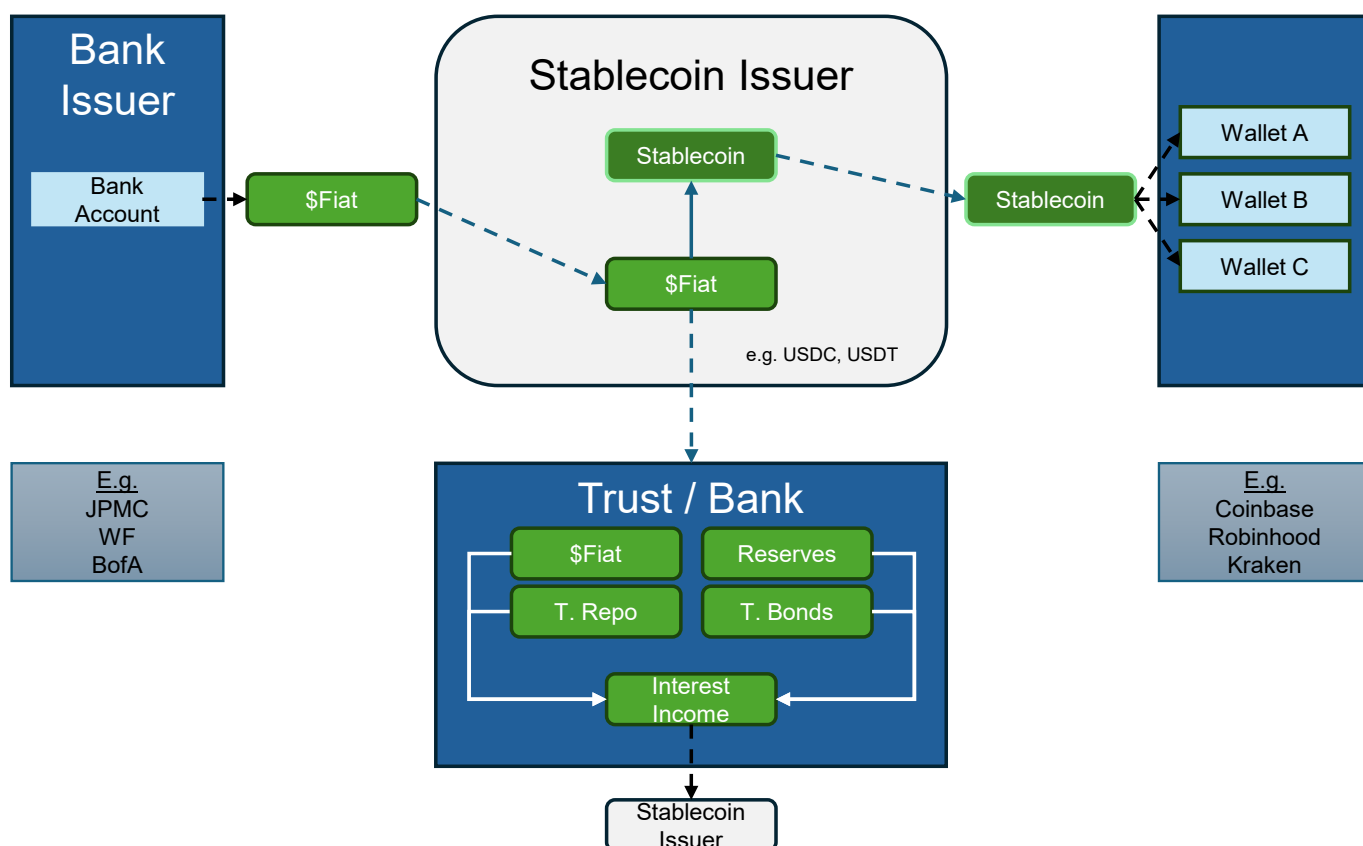 Bank
Issuer
Bank
Account
$Fiat
Stablecoin Issuer
Stablecoin
$Fiat
e.g. USDC, USDT
Stablecoin
Wallet A
Wallet B
Wallet C
E.g.
JPMC
WF
BofA
Trust / Bank
$Fiat
Reserves
T. Repo
T. Bonds
Interest
Income
E.g.
Coinbase
Robinhood
Kraken
Stablecoin
Issuer